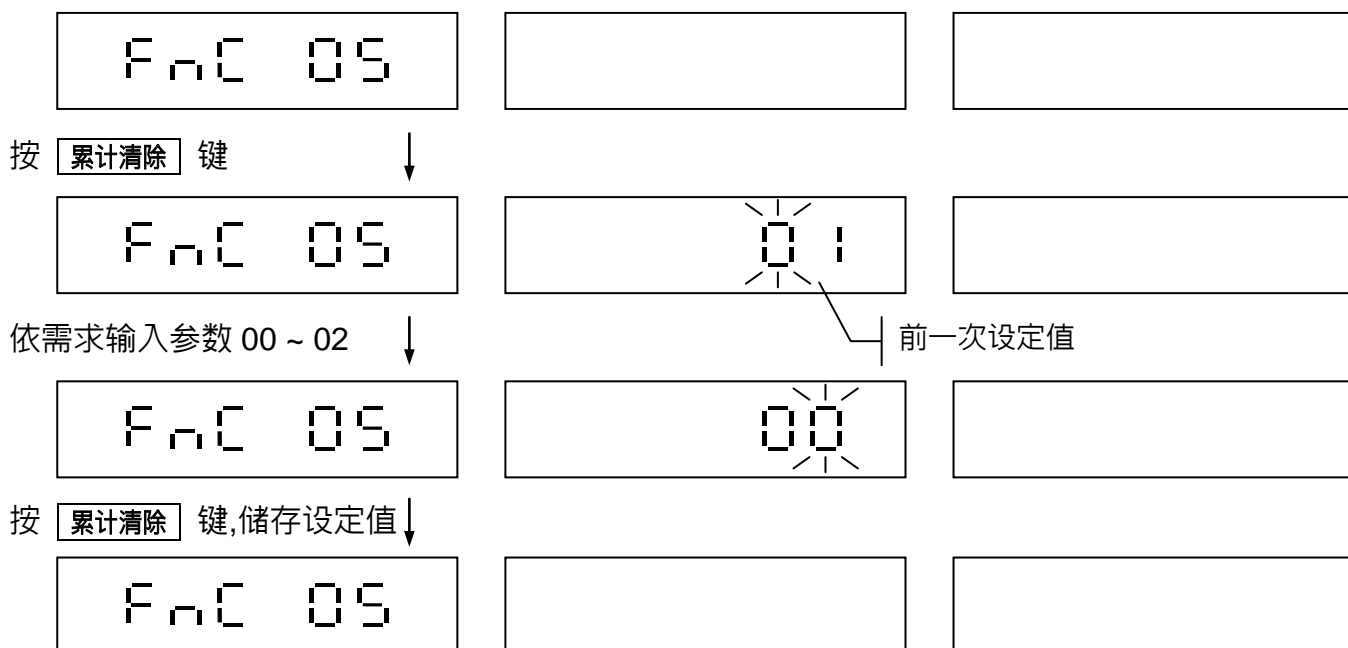 FnC 05
按 累计清除 键
FnC 05 01
依需求输入参数 00 ~ 02
前一次设定值
FnC 05 00
按 累计清除 键,储存设定值
FnC 05